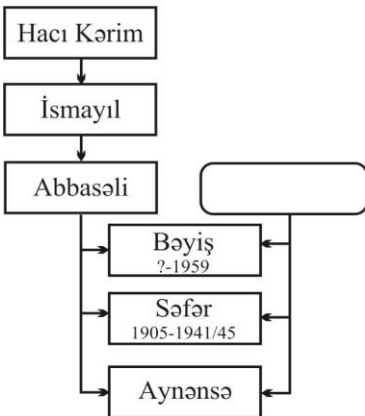 Hacı Kərim
İsmayıl
Abbasəli
Bəyiş
?-1959
Səfər
1905-1941/45
Aynənsə